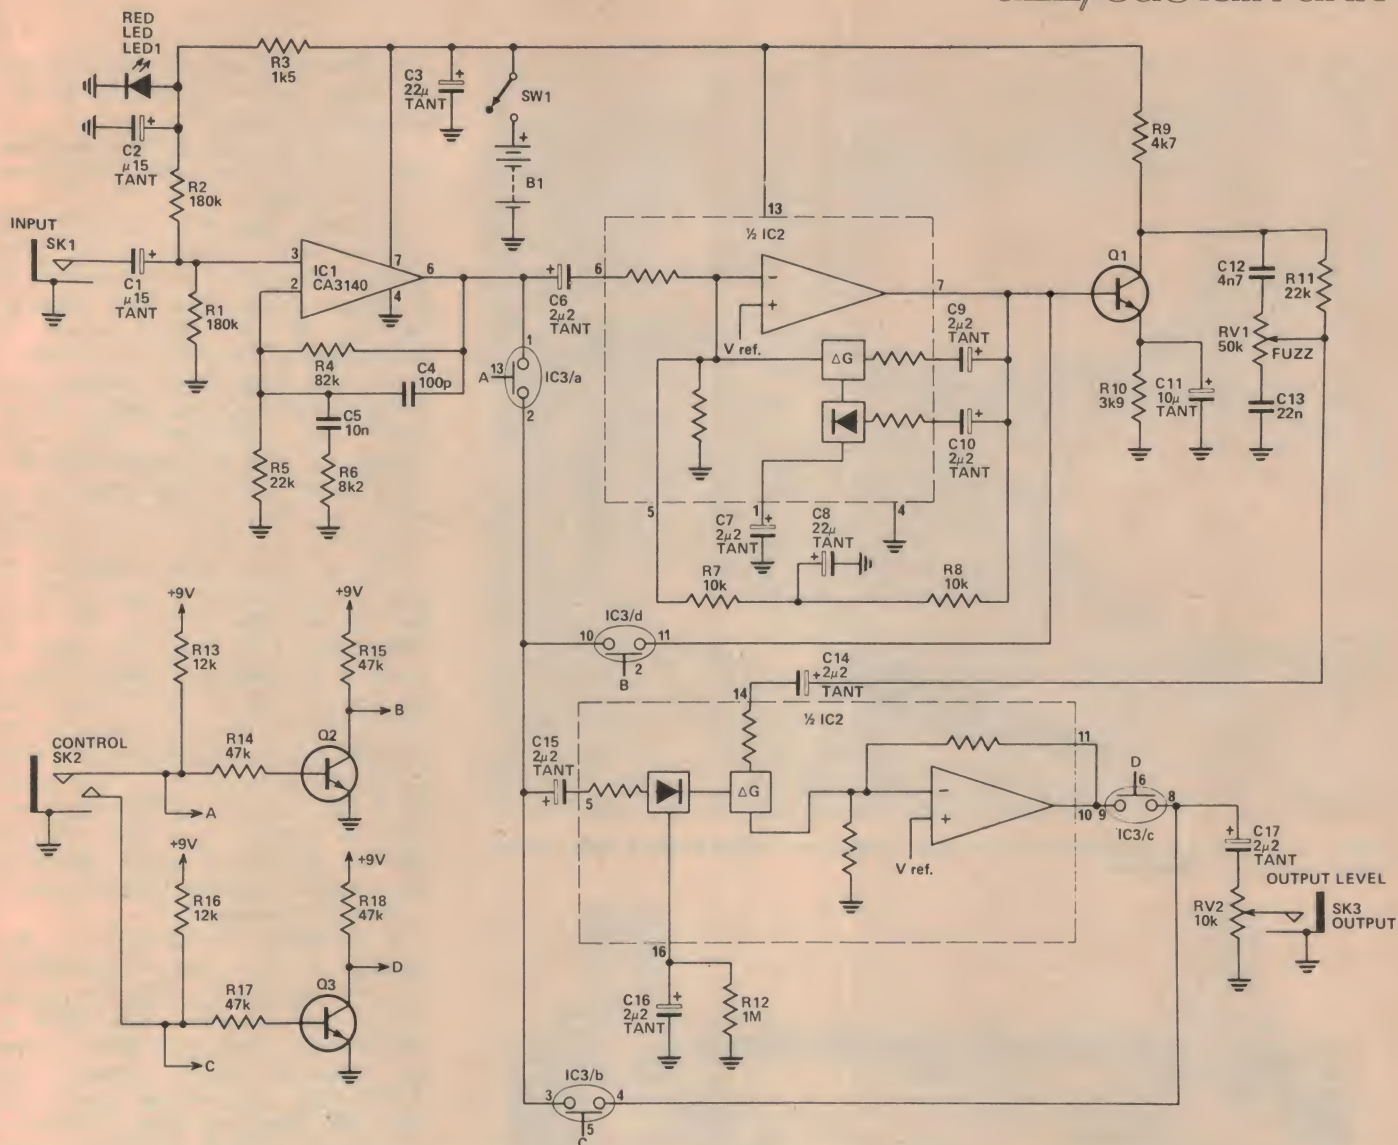 RED
LED
LED1
R3
1k5
C3
22µ
TANT
SW1
+
B1
C2
µ15
TANT
+
R2
180k
INPUT
SK1
C1
µ15
TANT
+
R1
180k
3
2
IC1
CA3140
7
4
6
R4
82k
C4
100p
C5
10n
R5
22k
R6
8k2
C6
2µ2
TANT
+
6
A
13
1
2
IC3/a
13
½ IC2
−
+
V ref.
7
ΔG
C9
2µ2
TANT
+
C10
2µ2
TANT
+
5
1
4
C7
2µ2
TANT
+
C8
22µ
TANT
+
R7
10k
R8
10k
R9
4k7
Q1
R10
3k9
C11
10µ
TANT
+
C12
4n7
RV1
50k
FUZZ
R11
22k
C13
22n
IC3/d
10
11
2
B
C14
2µ2
TANT
+
14
½ IC2
C15
2µ2
TANT
+
5
ΔG
11
−
+
V ref.
10
9
D
6
8
IC3/c
C17
2µ2
TANT
+
OUTPUT LEVEL
RV2
10k
SK3
OUTPUT
16
C16
2µ2
TANT
+
R12
1M
IC3/b
3
4
5
C
+9V
+9V
R13
12k
R15
47k
B
CONTROL
SK2
R14
47k
Q2
A
+9V
+9V
R16
12k
R18
47k
D
R17
47k
Q3
C